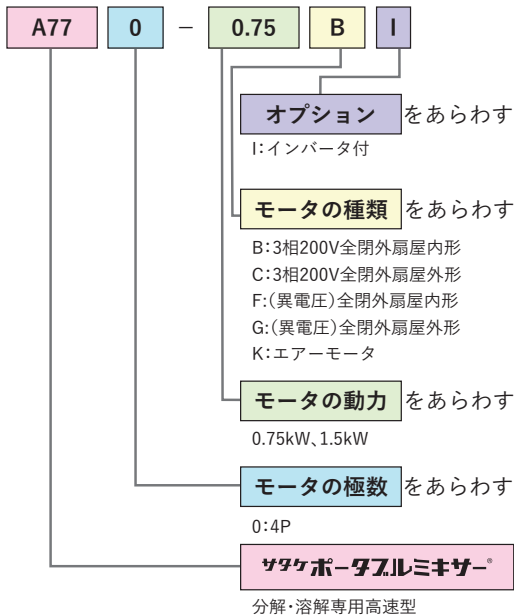 A77 0 − 0.75 B I
オプション をあらわす
I:インバータ付
モータの種類 をあらわす
B:3相200V全閉外扇屋内形
C:3相200V全閉外扇屋外形
F:(異電圧)全閉外扇屋内形
G:(異電圧)全閉外扇屋外形
K:エアーモータ
モータの動力 をあらわす
0.75kW、1.5kW
モータの極数 をあらわす
0:4P
サタケポータブルミキサー®
分解・溶解専用高速型